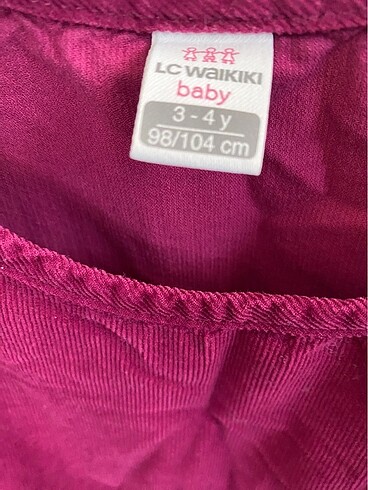 LC WAIKIKI
baby
3 - 4 y
98/104 cm